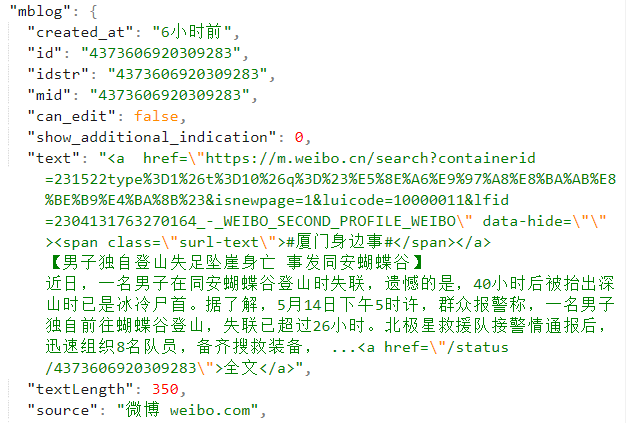 "mblog": {
"created_at": "6小时前",
"id": "4373606920309283",
"idstr": "4373606920309283",
"mid": "4373606920309283",
"can_edit": false,
"show_additional_indication": 0,
"text": "<a  href=\"https://m.weibo.cn/search?containerid
=231522type%3D1%26t%3D10%26q%3D%23%E5%8E%A6%E9%97%A8%E8%BA%AB%E8
%BE%B9%E4%BA%8B%23&isnewpage=1&luicode=10000011&lfid
=2304131763270164_-_WEIBO_SECOND_PROFILE_WEIBO\" data-hide=\"\"
><span class=\"surl-text\">#厦门身边事#</span></a>
【男子独自登山失足坠崖身亡 事发同安蝴蝶谷】
近日，一名男子在同安蝴蝶谷登山时失联，遗憾的是，40小时后被抬出深
山时已是冰冷尸首。据了解，5月14日下午5时许，群众报警称，一名男子
独自前往蝴蝶谷登山，失联已超过26小时。北极星救援队接警情通报后，
迅速组织8名队员，备齐搜救装备， ...<a href=\"/status
/4373606920309283\">全文</a>",
"textLength": 350,
"source": "微博 weibo.com",